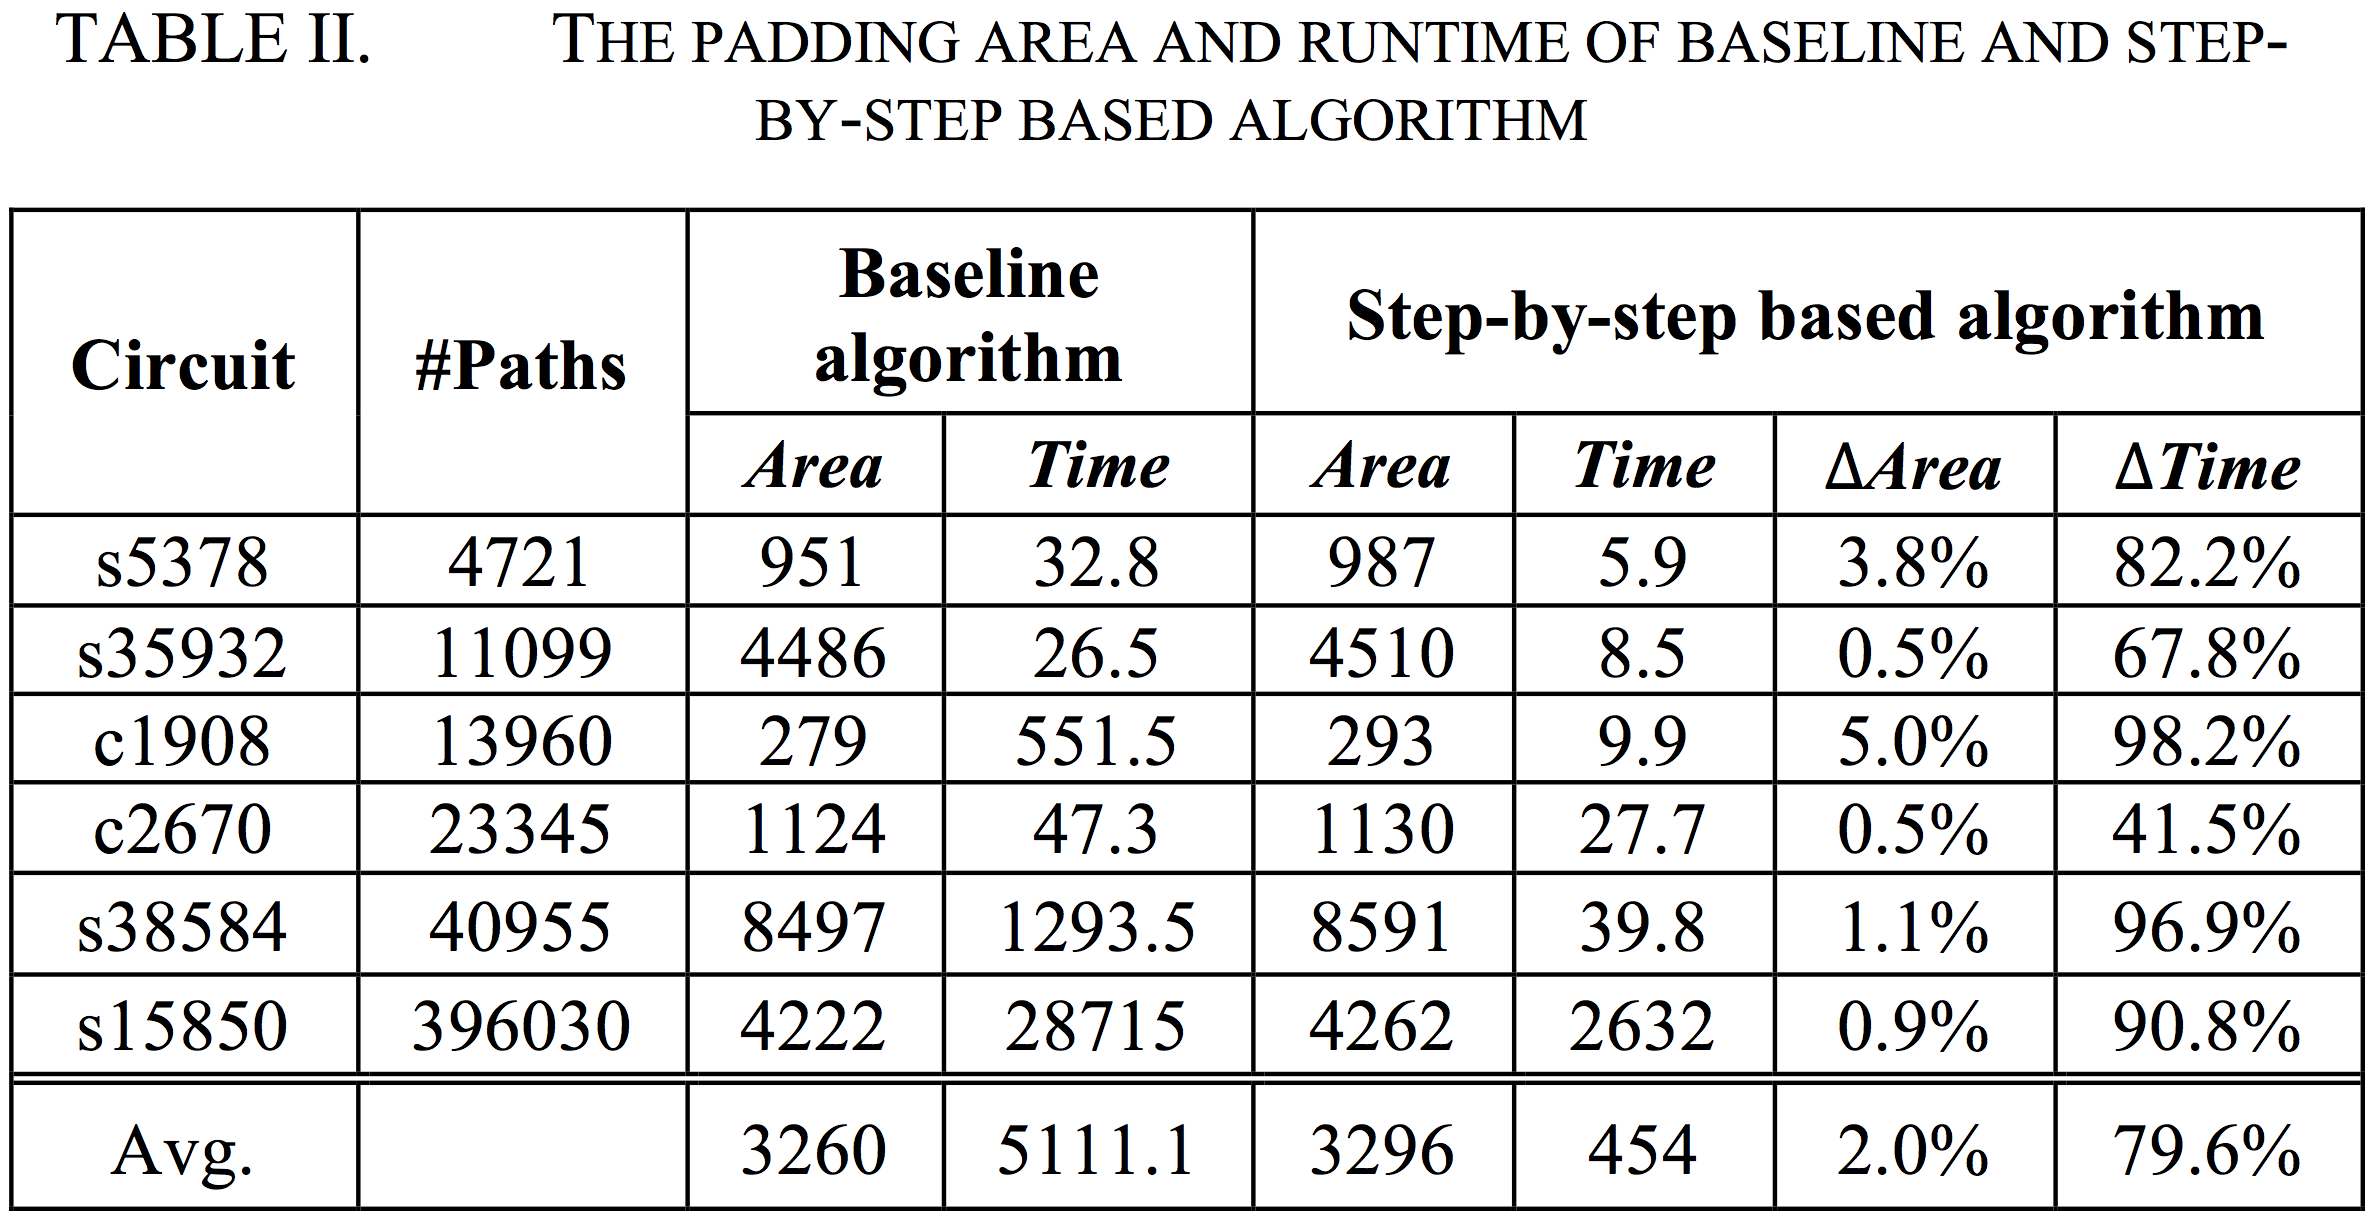 TABLE II. THE PADDING AREA AND RUNTIME OF BASELINE AND STEP-
BY-STEP BASED ALGORITHM
Circuit #Paths Baseline algorithm Step-by-step based algorithm
Area Time Area Time ΔArea ΔTime
s5378 4721 951 32.8 987 5.9 3.8% 82.2%
s35932 11099 4486 26.5 4510 8.5 0.5% 67.8%
c1908 13960 279 551.5 293 9.9 5.0% 98.2%
c2670 23345 1124 47.3 1130 27.7 0.5% 41.5%
s38584 40955 8497 1293.5 8591 39.8 1.1% 96.9%
s15850 396030 4222 28715 4262 2632 0.9% 90.8%
Avg. 3260 5111.1 3296 454 2.0% 79.6%